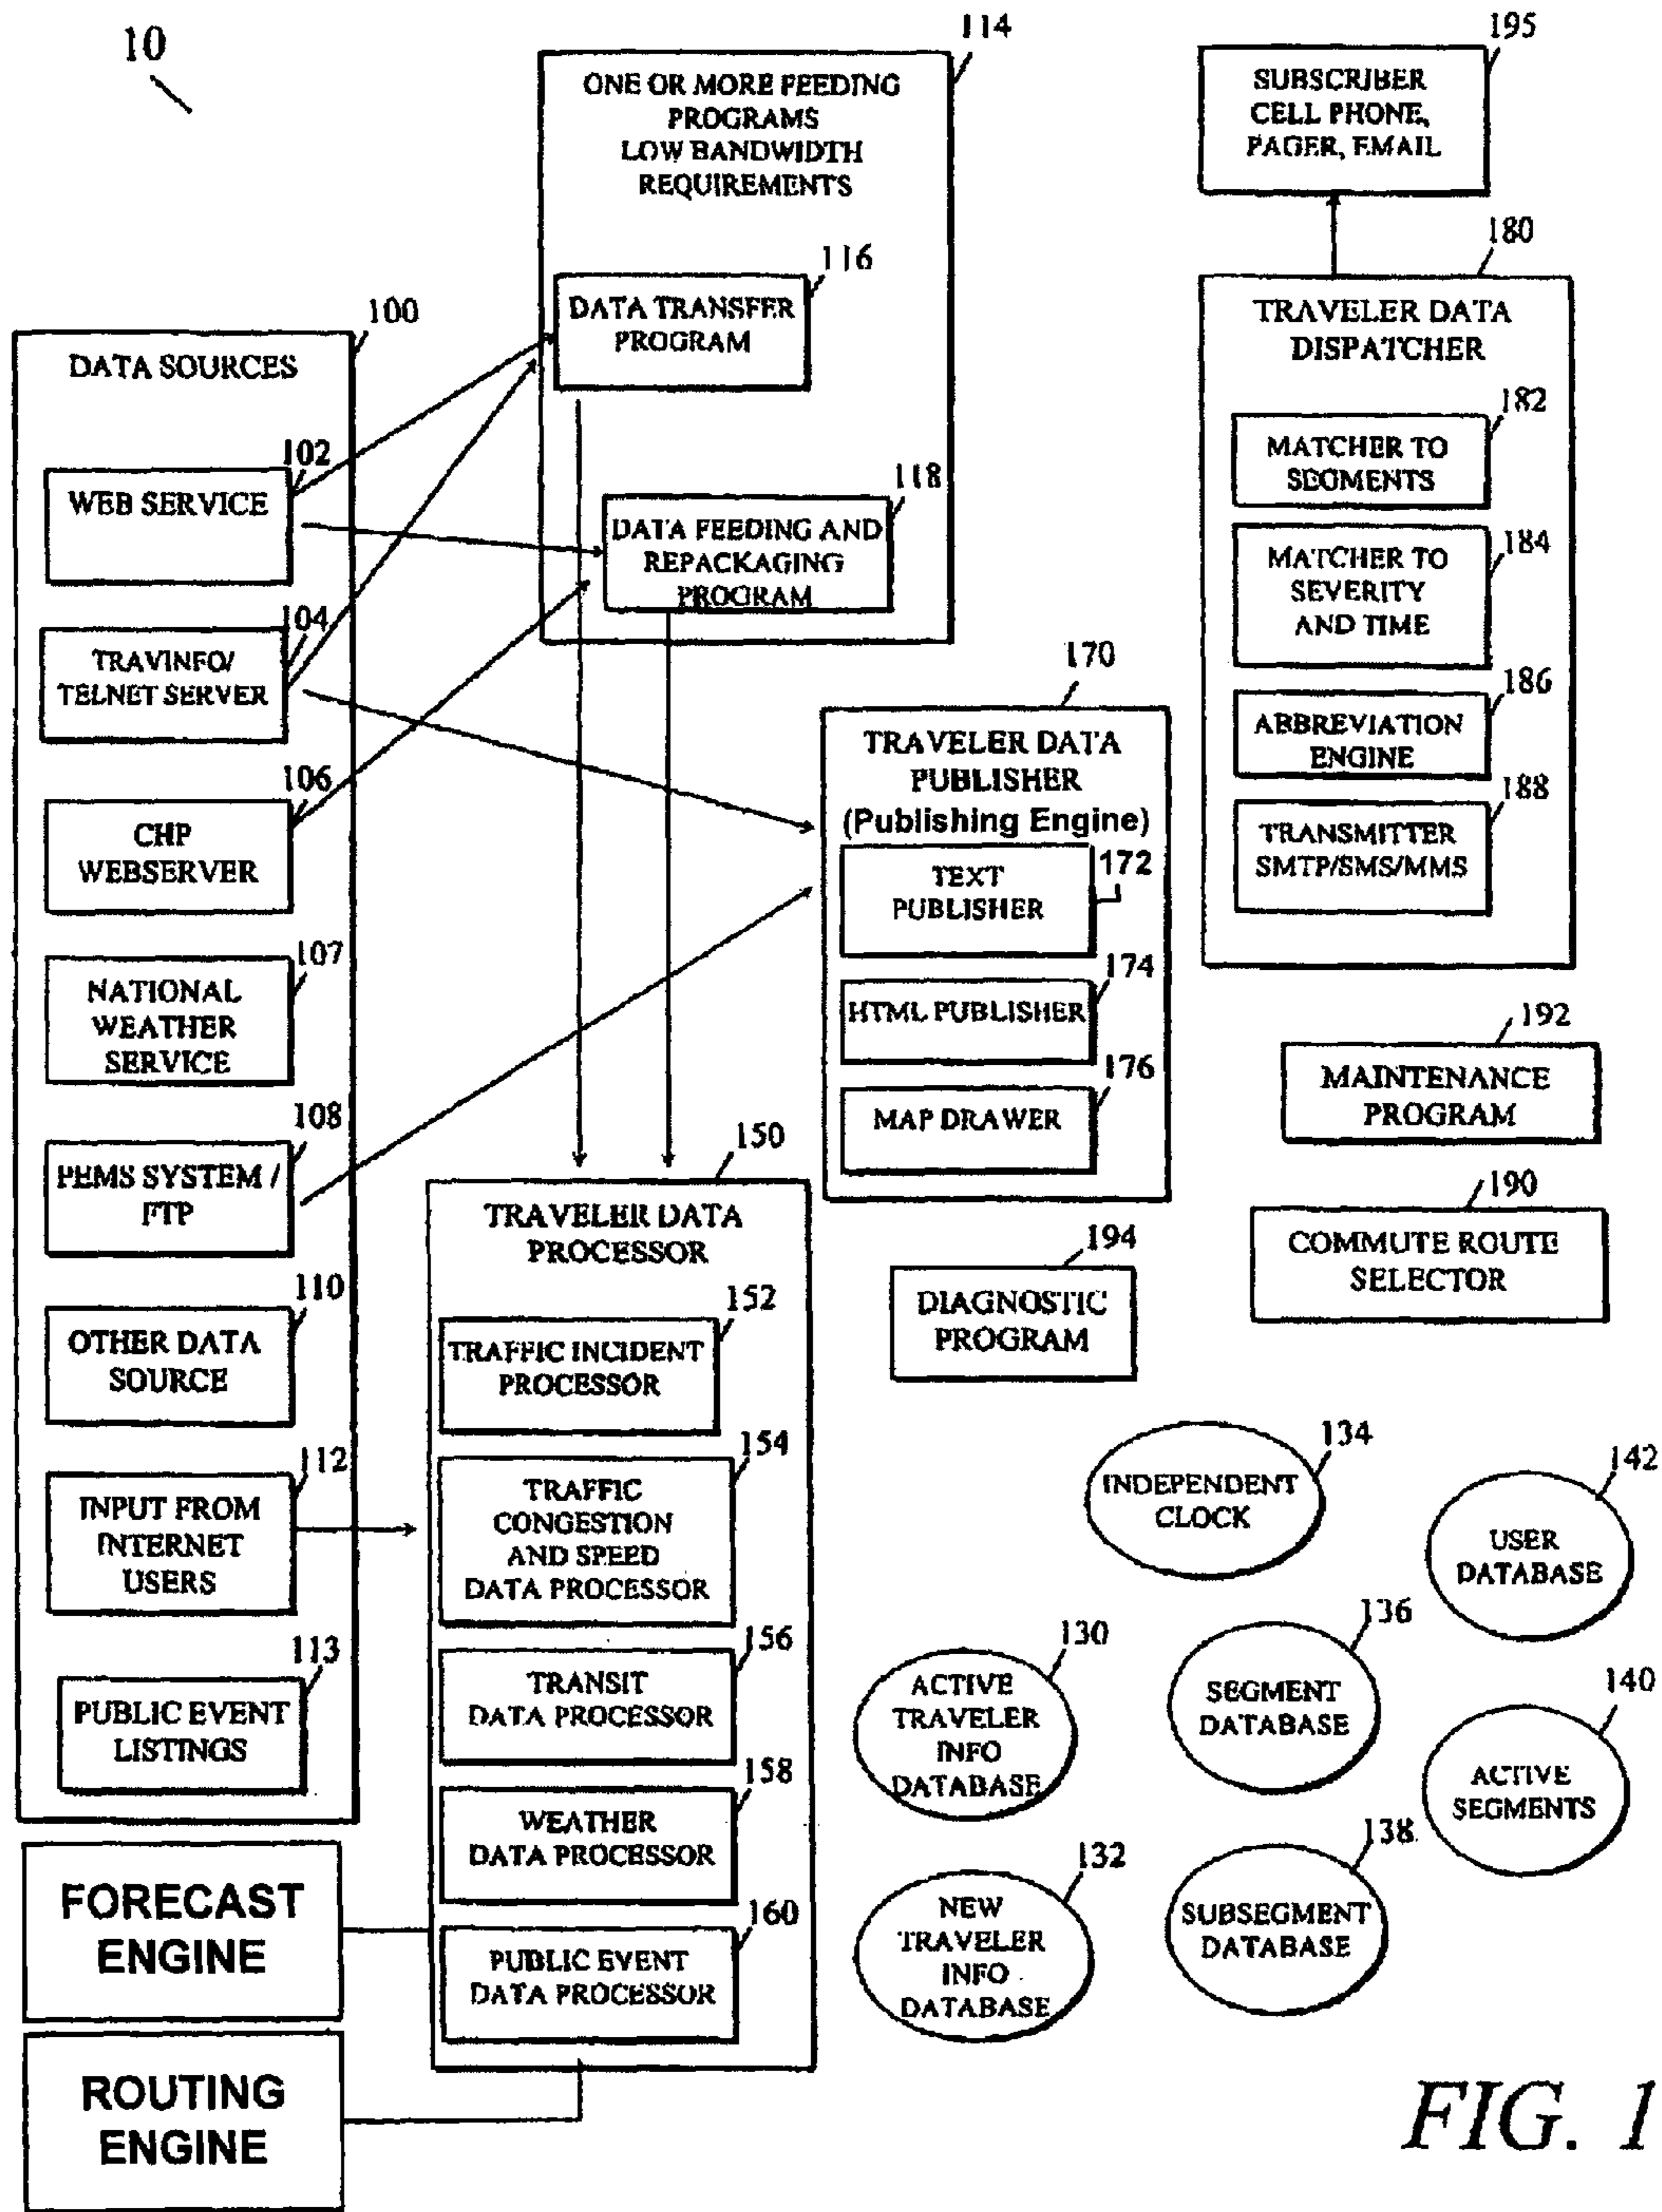 10
114
ONE OR MORE FEEDING
PROGRAMS
LOW BANDWIDTH
REQUIREMENTS
116
DATA TRANSFER
PROGRAM
118
DATA FEEDING AND
REPACKAGING
PROGRAM
195
SUBSCRIBER
CELL PHONE,
PAGER, EMAIL
180
TRAVELER DATA
DISPATCHER
182
MATCHER TO
SEGMENTS
184
MATCHER TO
SEVERITY
AND TIME
186
ABBREVIATION
ENGINE
188
TRANSMITTER
SMTP/SMS/MMS
100
DATA SOURCES
102
WEB SERVICE
104
TRAVINFO/
TELNET SERVER
106
CHP
WEBSERVER
107
NATIONAL
WEATHER
SERVICE
108
PEMS SYSTEM /
FTP
110
OTHER DATA
SOURCE
112
INPUT FROM
INTERNET
USERS
113
PUBLIC EVENT
LISTINGS
170
TRAVELER DATA
PUBLISHER
(Publishing Engine)
172
TEXT
PUBLISHER
174
HTML PUBLISHER
176
MAP DRAWER
192
MAINTENANCE
PROGRAM
190
COMMUTE ROUTE
SELECTOR
194
DIAGNOSTIC
PROGRAM
150
TRAVELER DATA
PROCESSOR
152
TRAFFIC INCIDENT
PROCESSOR
154
TRAFFIC
CONGESTION
AND SPEED
DATA PROCESSOR
156
TRANSIT
DATA PROCESSOR
158
WEATHER
DATA PROCESSOR
160
PUBLIC EVENT
DATA PROCESSOR
134
INDEPENDENT
CLOCK
142
USER
DATABASE
130
ACTIVE
TRAVELER
INFO
DATABASE
136
SEGMENT
DATABASE
140
ACTIVE
SEGMENTS
132
NEW
TRAVELER
INFO
DATABASE
138
SUBSEGMENT
DATABASE
FORECAST
ENGINE
ROUTING
ENGINE
FIG. 1